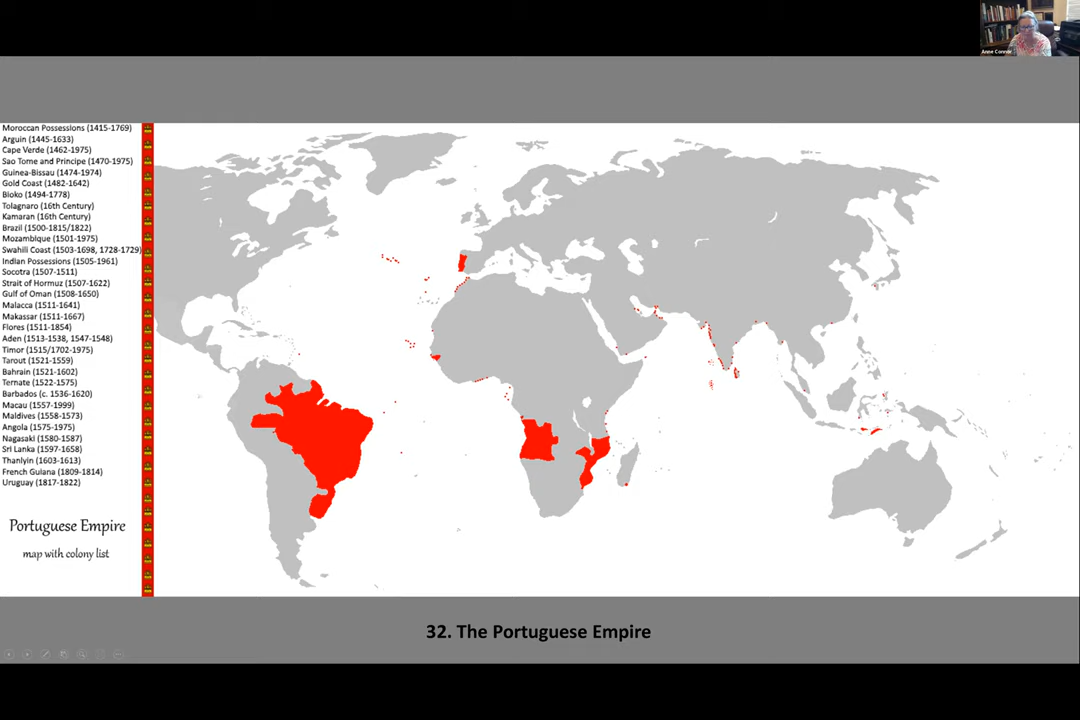 Anne Connor
Moroccan Possessions (1415-1769)
Arguin (1445-1633)
Cape Verde (1462-1975)
Sao Tome and Principe (1470-1975)
Guinea-Bissau (1474-1974)
Gold Coast (1482-1642)
Bioko (1494-1778)
Tolagnaro (16th Century)
Kamaran (16th Century)
Brazil (1500-1815/1822)
Mozambique (1501-1975)
Swahili Coast (1503-1698, 1728-1729)
Indian Possessions (1505-1961)
Socotra (1507-1511)
Strait of Hormuz (1507-1622)
Gulf of Oman (1508-1650)
Malacca (1511-1641)
Makassar (1511-1667)
Flores (1511-1854)
Aden (1513-1538, 1547-1548)
Timor (1515/1702-1975)
Tarout (1521-1559)
Bahrain (1521-1602)
Ternate (1522-1575)
Barbados (c. 1536-1620)
Macau (1557-1999)
Maldives (1558-1573)
Angola (1575-1975)
Nagasaki (1580-1587)
Sri Lanka (1597-1658)
Thanlyin (1603-1613)
French Guiana (1809-1814)
Uruguay (1817-1822)
Portuguese Empire
map with colony list
32. The Portuguese Empire